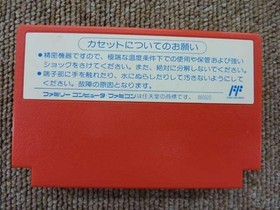 カセットについてのお願い
●精密機器ですので、極端な温度条件下での使用や保管および強い
ショックをさけてください。また、絶対に分解しないでください。
●端子部に手を触れたり、水にぬらしたりして汚さないようにして
ください。故障の原因となります。
ファミリーコンピュータ ファミコンは任天堂の商標です。